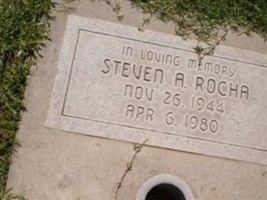 IN LOVING MEMORY
STEVEN A. ROCHA
NOV 26, 1944
APR 6, 1980